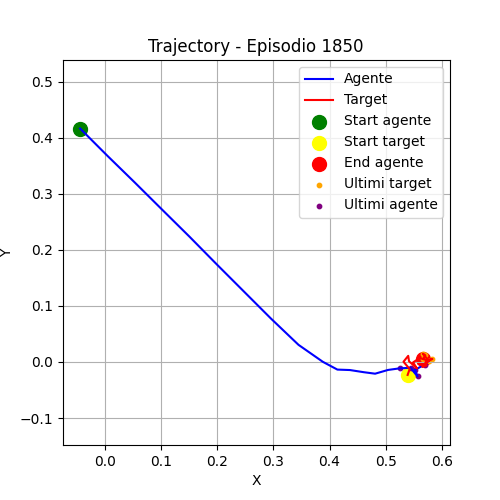 Trajectory - Episodio 1850
Agente
Target
Start agente
Start target
End agente
Ultimi target
Ultimi agente
0.5
0.4
0.3
0.2
0.1
0.0
−0.1
Y
0.0 0.1 0.2 0.3 0.4 0.5 0.6
X